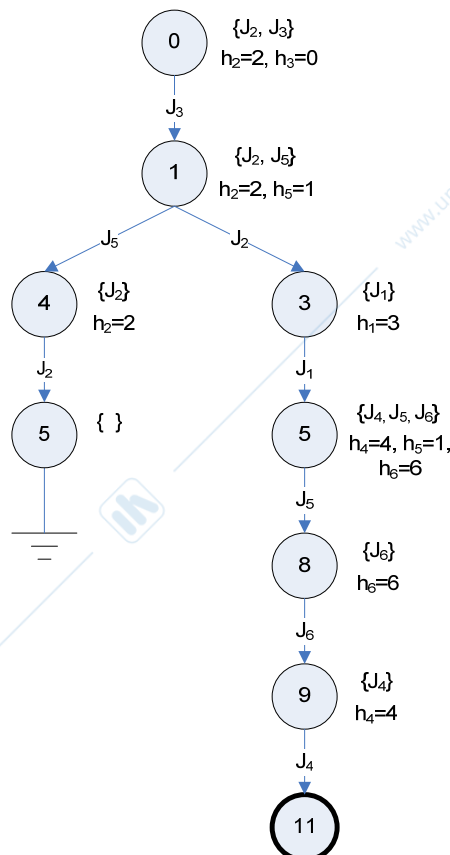 0
{J₂, J₃}
h₂=2, h₃=0
J₃
1
{J₂, J₅}
h₂=2, h₅=1
J₅
J₂
4
{J₂}
h₂=2
3
{J₁}
h₁=3
J₂
J₁
5
{ }
5
{J₄, J₅, J₆}
h₄=4, h₅=1,
h₆=6
J₅
8
{J₆}
h₆=6
J₆
9
{J₄}
h₄=4
J₄
11